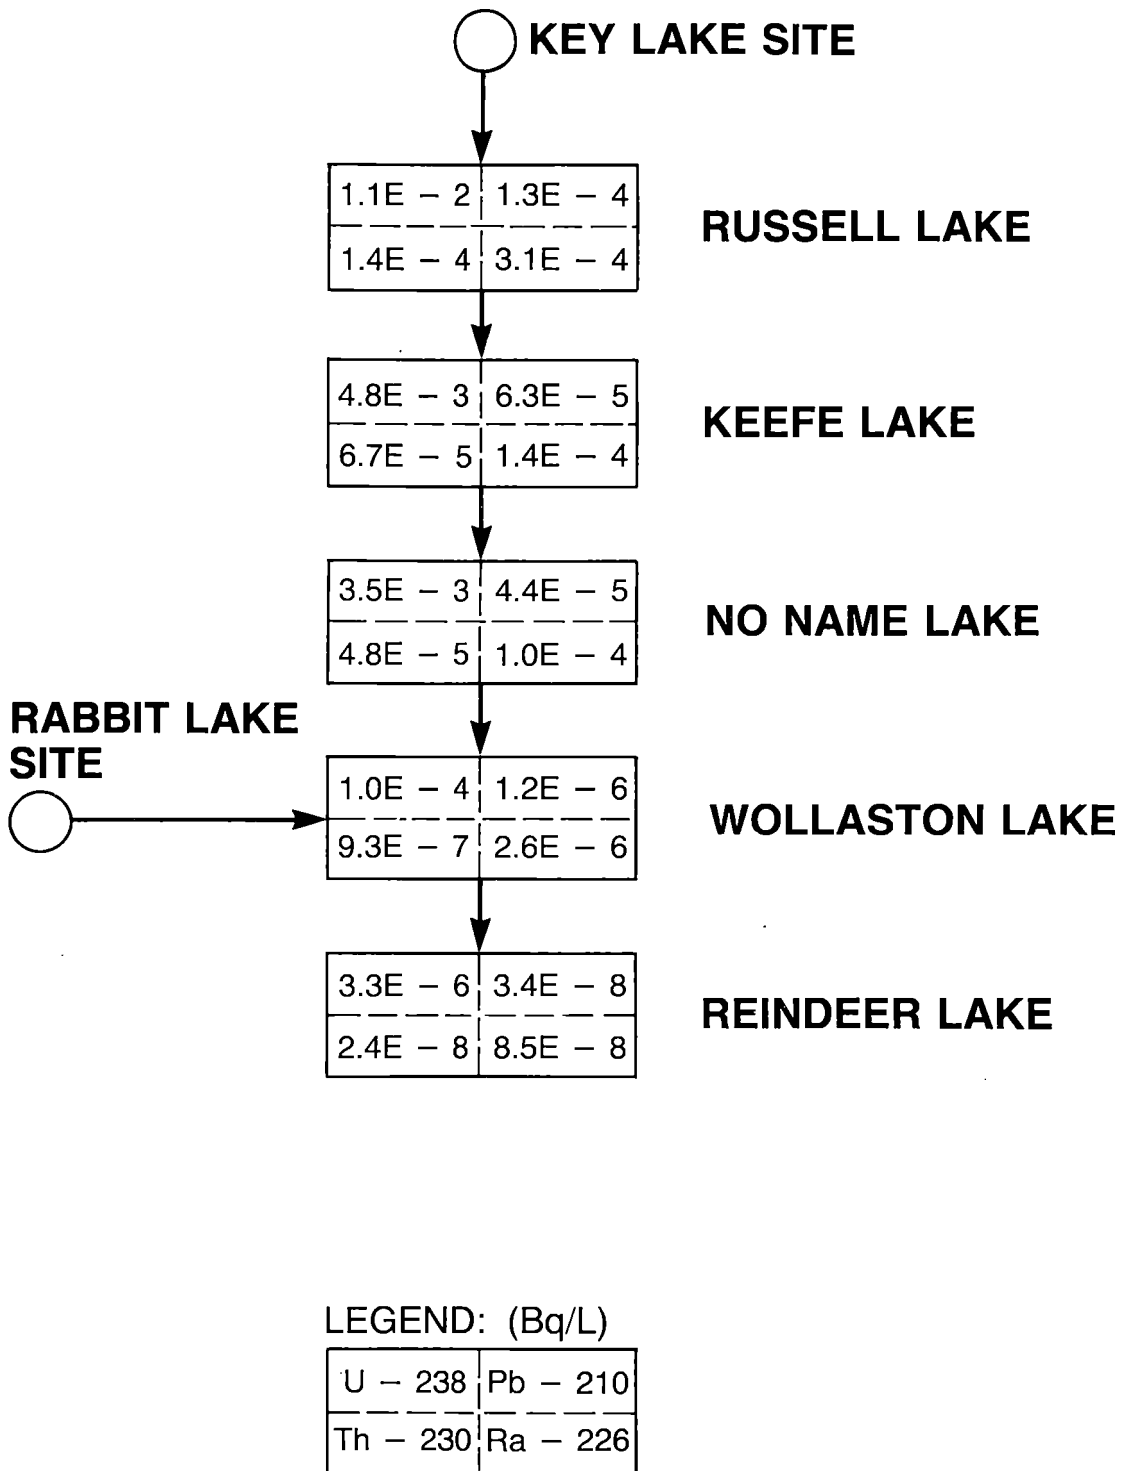 KEY LAKE SITE
1.1E – 2 1.3E – 4
1.4E – 4 3.1E – 4
RUSSELL LAKE
4.8E – 3 6.3E – 5
6.7E – 5 1.4E – 4
KEEFE LAKE
3.5E – 3 4.4E – 5
4.8E – 5 1.0E – 4
NO NAME LAKE
RABBIT LAKE
SITE
1.0E – 4 1.2E – 6
9.3E – 7 2.6E – 6
WOLLASTON LAKE
3.3E – 6 3.4E – 8
2.4E – 8 8.5E – 8
REINDEER LAKE
LEGEND: (Bq/L)
U – 238 Pb – 210
Th – 230 Ra – 226